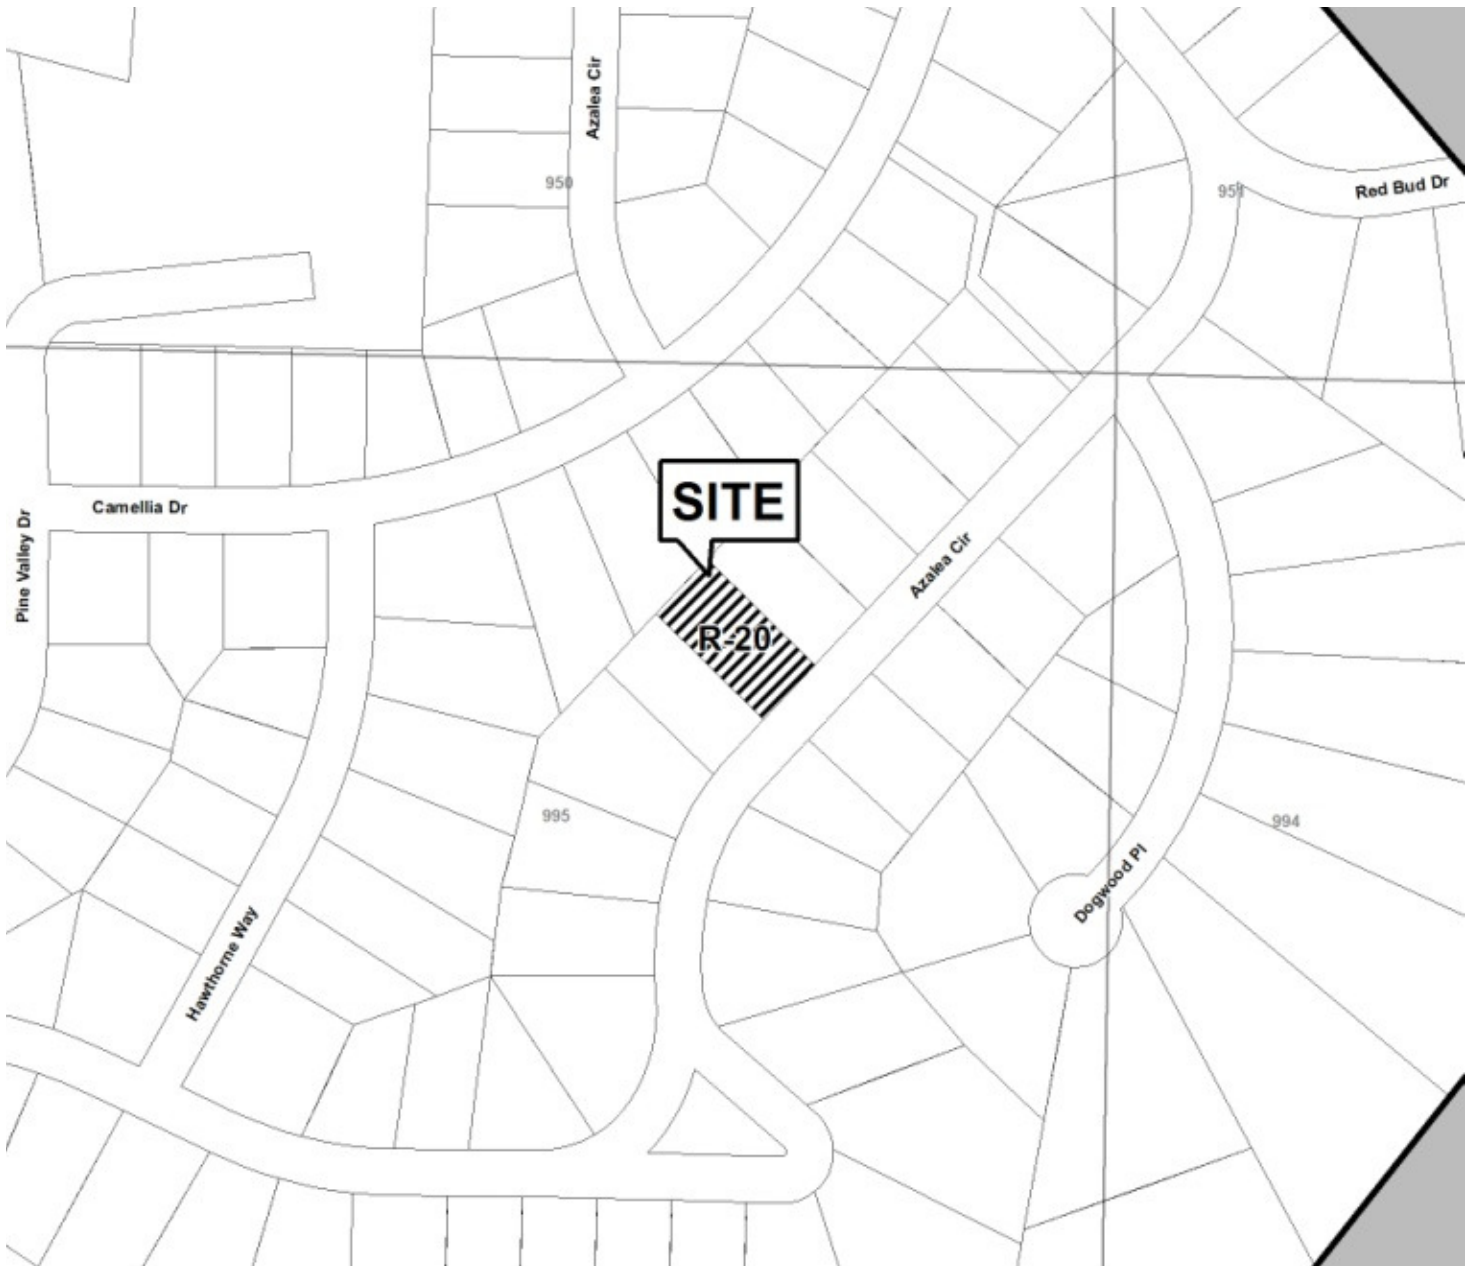 Azalea Cir
950
951
Red Bud Dr
Camellia Dr
Pine Valley Dr
SITE
Azalea Cir
R-20
995
994
Dogwood Pl
Hawthorne Way